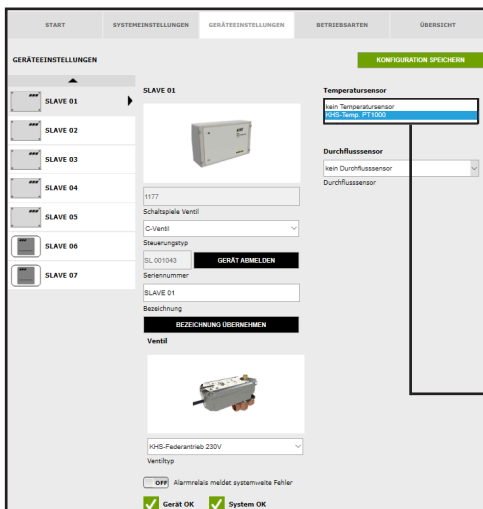 START
SYSTEMEINSTELLUNGEN
GERÄTEEINSTELLUNGEN
BETRIEBSARTEN
ÜBERSICHT
GERÄTEEINSTELLUNGEN
KONFIGURATION SPEICHERN
SLAVE 01
SLAVE 02
SLAVE 03
SLAVE 04
SLAVE 05
SLAVE 06
SLAVE 07
SLAVE 01
1177
Schaltspiele Ventil
C-Ventil
Steuerungstyp
SL 001043
GERÄT ABMELDEN
Seriennummer
SLAVE 01
Bezeichnung
BEZEICHNUNG ÜBERNEHMEN
Ventil
KHS-Federantrieb 230V
Ventiltyp
OFF Alarmrelais meldet systemweite Fehler
Gerät OK
System OK
Temperatursensor
kein Temperatursensor
KHS-Temp. PT1000
Durchflusssensor
kein Durchflusssensor
Durchflusssensor